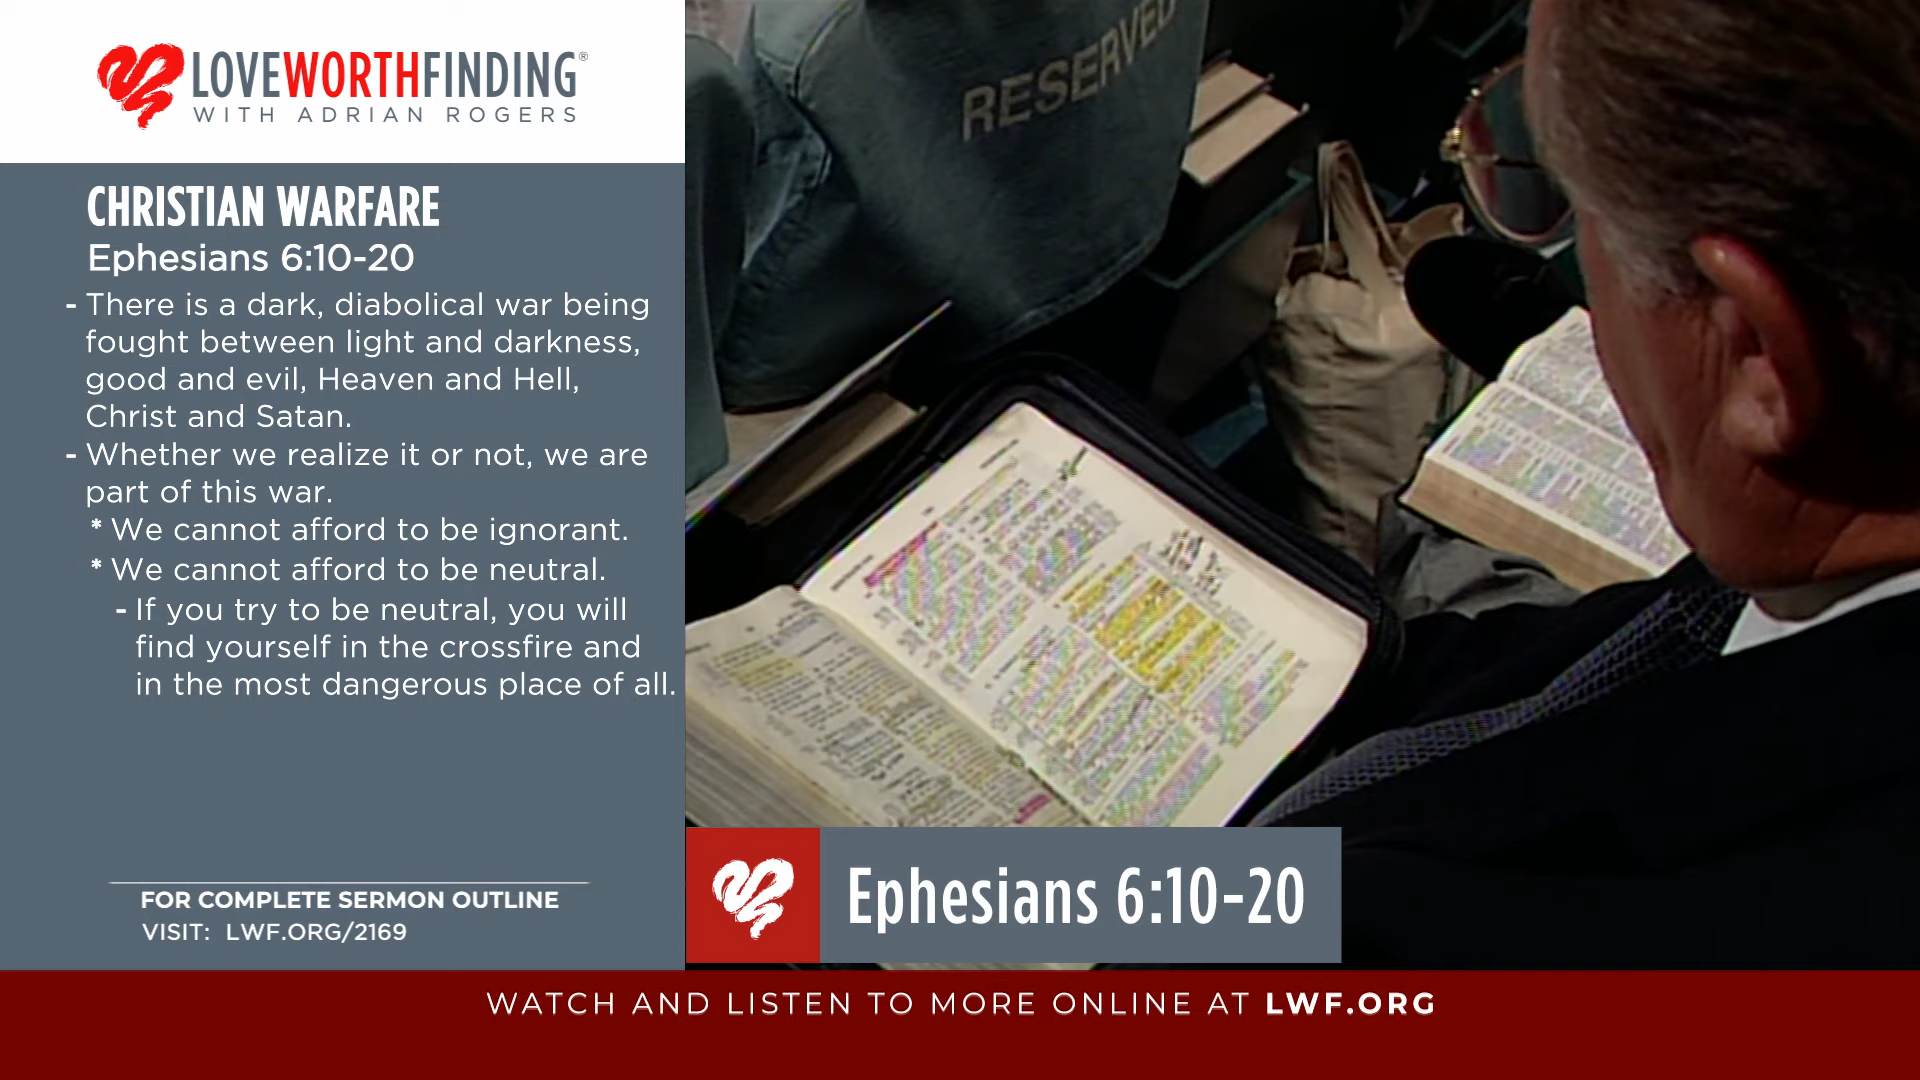 LOVEWORTHFINDING®
WITH ADRIAN ROGERS
CHRISTIAN WARFARE
Ephesians 6:10-20
- There is a dark, diabolical war being
fought between light and darkness,
good and evil, Heaven and Hell,
Christ and Satan.
- Whether we realize it or not, we are
part of this war.
* We cannot afford to be ignorant.
* We cannot afford to be neutral.
- If you try to be neutral, you will
find yourself in the crossfire and
in the most dangerous place of all.
FOR COMPLETE SERMON OUTLINE
VISIT: LWF.ORG/2169
RESERVED
Ephesians 6:10-20
WATCH AND LISTEN TO MORE ONLINE AT LWF.ORG